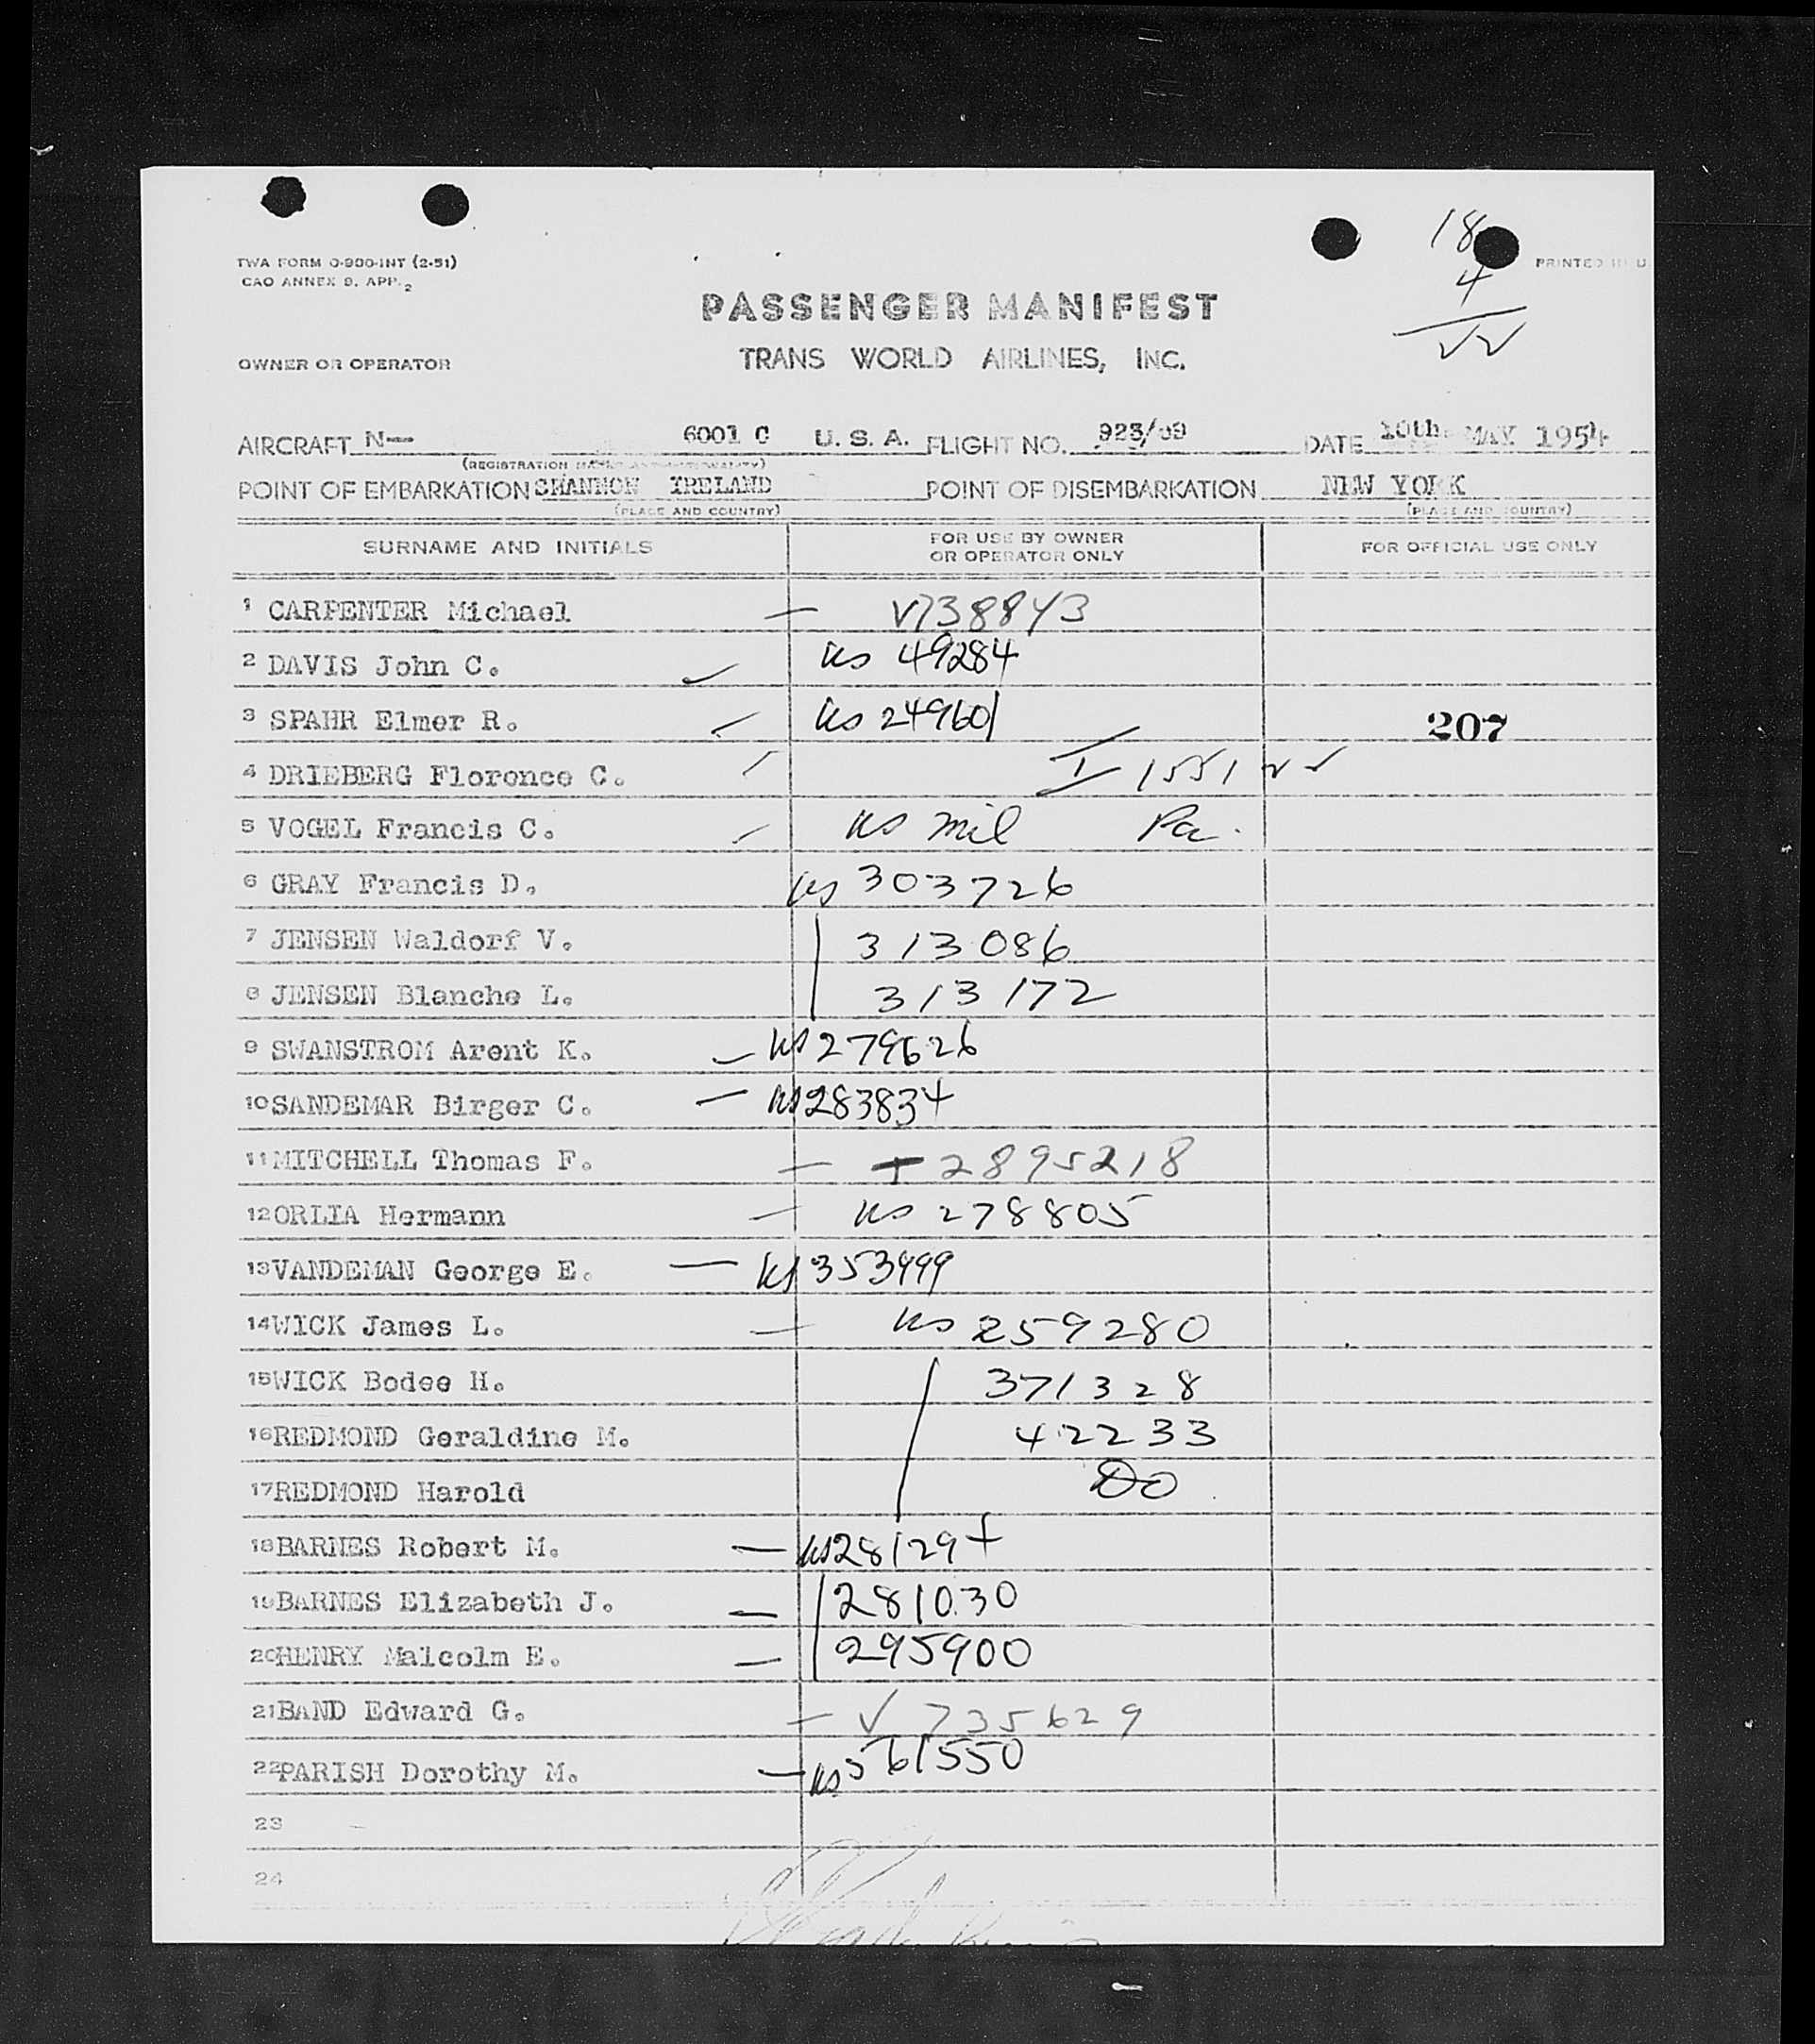 18
4
22
TWA FORM O-900-INT (2-51)
CAO ANNEX 9, APP. 2
PRINTED IN U
PASSENGER MANIFEST
OWNER OR OPERATOR
TRANS WORLD AIRLINES, INC.
AIRCRAFT N— 6001 C U. S. A. FLIGHT NO. 923/09 DATE 10th MAY 1954
(REGISTRATION MARKS AND NATIONALITY)
POINT OF EMBARKATION SHANNON IRELAND POINT OF DISEMBARKATION NEW YORK
(PLACE AND COUNTRY) (PLACE AND COUNTRY)
SURNAME AND INITIALS FOR USE BY OWNER OR OPERATOR ONLY FOR OFFICIAL USE ONLY
1 CARPENTER Michael — V738843
2 DAVIS John C. ✓ US 49284
3 SPAHR Elmer R. US 249601 207
4 DRIEBERG Florence C. I 1551
5 VOGEL Francis C. US mil Pa.
6 GRAY Francis D. US 303726
7 JENSEN Waldorf V. 313086
8 JENSEN Blanche L. 313172
9 SWANSTROM Arent K. — US 279626
10 SANDEMAR Birger C. — US 283834
11 MITCHELL Thomas F. — + 2895218
12 ORLIA Hermann — US 278805
13 VANDEMAN George E. — US 353999
14 WICK James L. — US 259280
15 WICK Bodee H. 371328
16 REDMOND Geraldine M. 42233
17 REDMOND Harold Do
18 BARNES Robert M. — US 281294
19 BARNES Elizabeth J. — 281030
20 HENRY Malcolm E. — 295900
21 BAND Edward G. — V 735629
22 PARISH Dorothy M. — US 561550
23
24